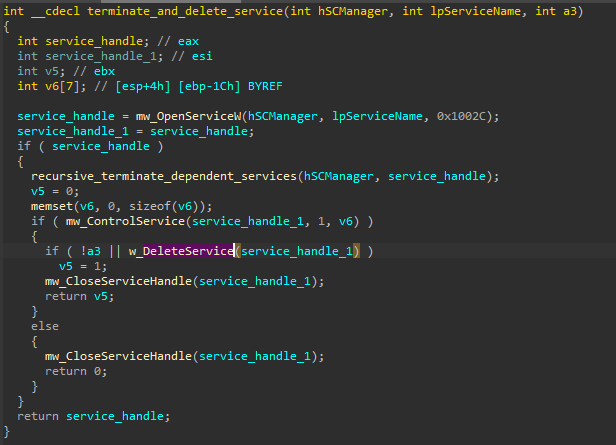 int __cdecl terminate_and_delete_service(int hSCManager, int lpServiceName, int a3)
{
  int service_handle; // eax
  int service_handle_1; // esi
  int v5; // ebx
  int v6[7]; // [esp+4h] [ebp-1Ch] BYREF

  service_handle = mw_OpenServiceW(hSCManager, lpServiceName, 0x1002C);
  service_handle_1 = service_handle;
  if ( service_handle )
  {
    recursive_terminate_dependent_services(hSCManager, service_handle);
    v5 = 0;
    memset(v6, 0, sizeof(v6));
    if ( mw_ControlService(service_handle_1, 1, v6) )
    {
      if ( !a3 || w_DeleteService(service_handle_1) )
        v5 = 1;
      mw_CloseServiceHandle(service_handle_1);
      return v5;
    }
    else
    {
      mw_CloseServiceHandle(service_handle_1);
      return 0;
    }
  }
  return service_handle;
}